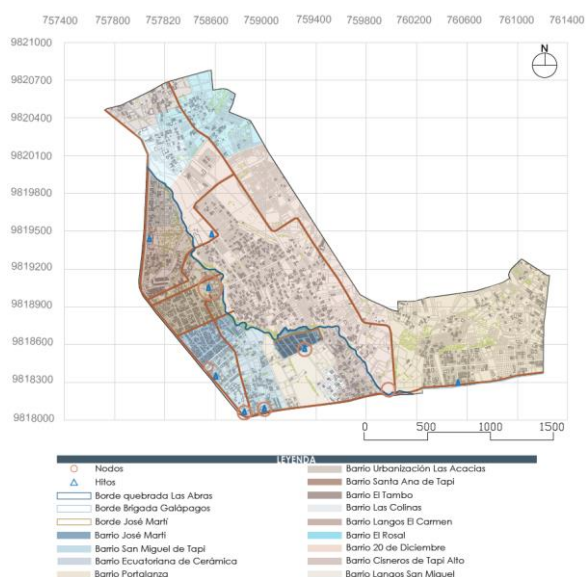 757400 757800 758600 759000 759400 759800 760200 760600 761000 761400
9821000
N
9820700
9820400
9820100
9819800
9819500
9819200
9818900
9818600
9818300
9818000
0 500 1000 1500
LEYENDA
Nodos
Hitos
Borde quebrada Las Abras
Borde Brigada Galápagos
Borde José Martí
Barrio José Martí
Barrio San Miguel de Tapi
Barrio Ecuatoriana de Cerámica
Barrio Portalanza
Barrio Urbanización Las Acacias
Barrio Santa Ana de Tapi
Barrio El Tambo
Barrio Las Colinas
Barrio Langos El Carmen
Barrio El Rosal
Barrio 20 de Diciembre
Barrio Cisneros de Tapi Alto
Barrio Langos San Miguel